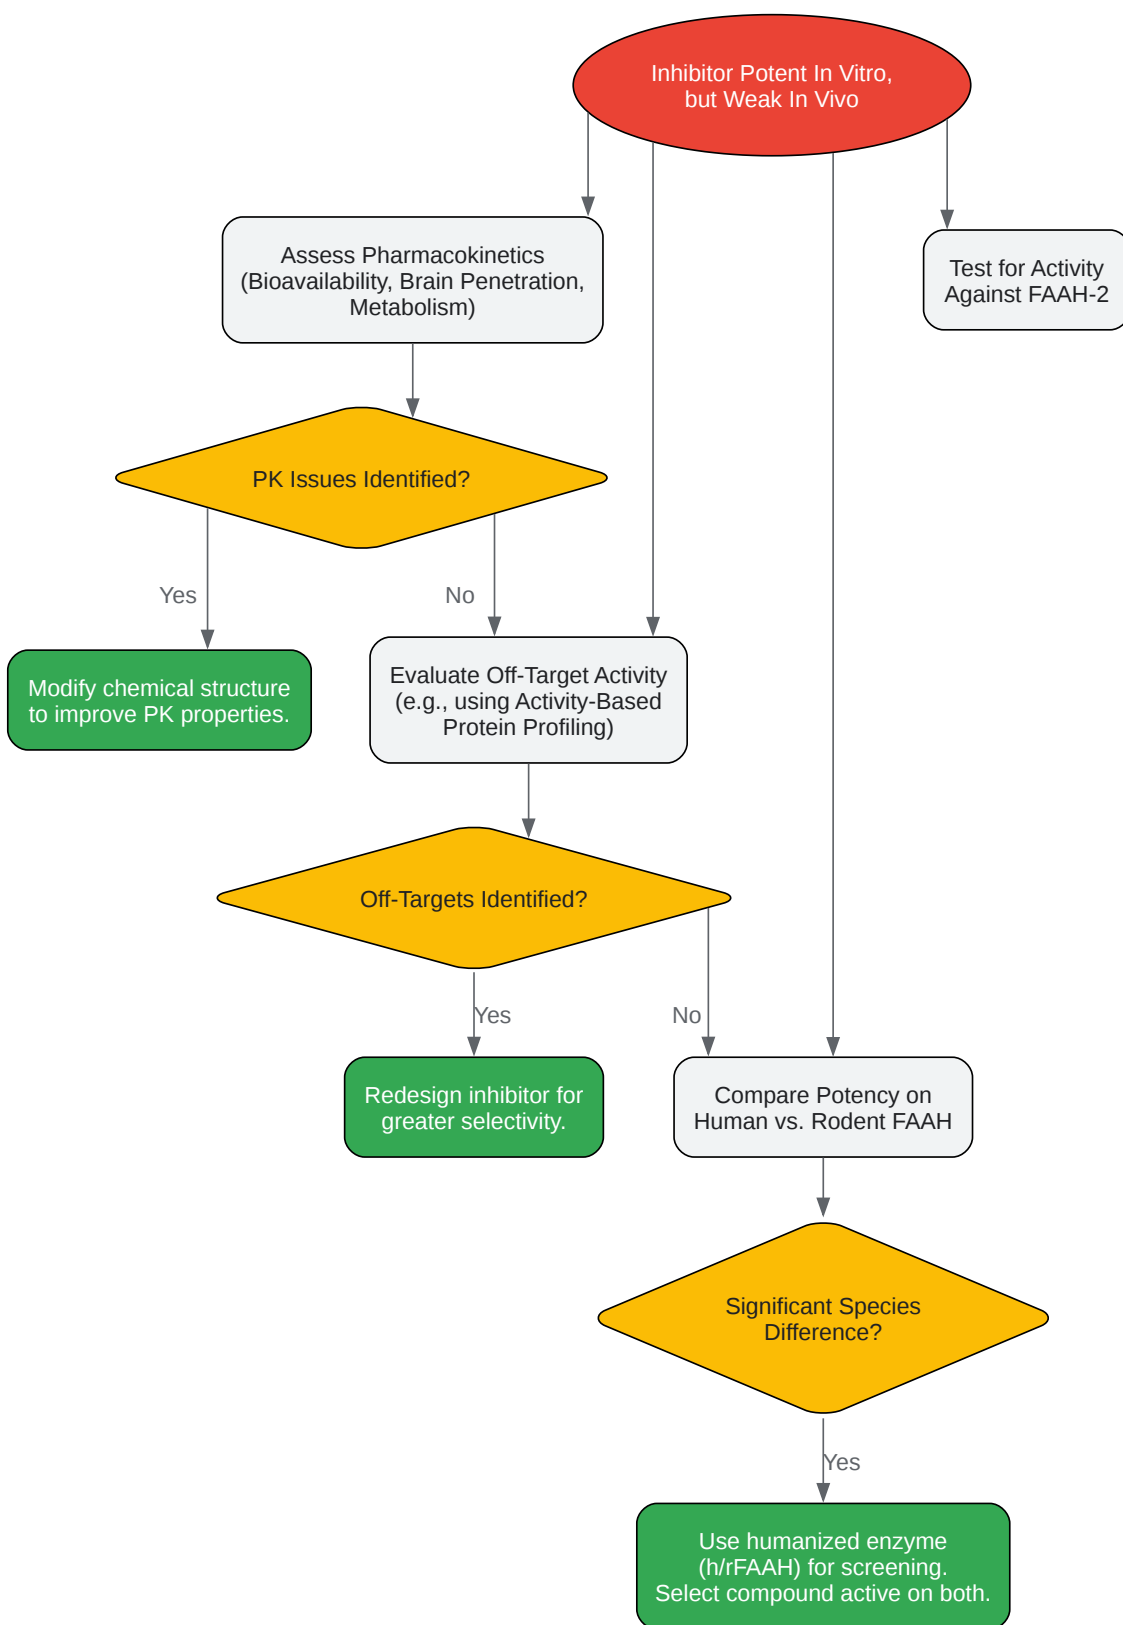 Inhibitor Potent In Vitro,
but Weak In Vivo
Assess Pharmacokinetics
(Bioavailability, Brain Penetration,
Metabolism)
Test for Activity
Against FAAH-2
PK Issues Identified?
Yes
No
Modify chemical structure
to improve PK properties.
Evaluate Off-Target Activity
(e.g., using Activity-Based
Protein Profiling)
Off-Targets Identified?
Yes
No
Redesign inhibitor for
greater selectivity.
Compare Potency on
Human vs. Rodent FAAH
Significant Species
Difference?
Yes
Use humanized enzyme
(h/rFAAH) for screening.
Select compound active on both.